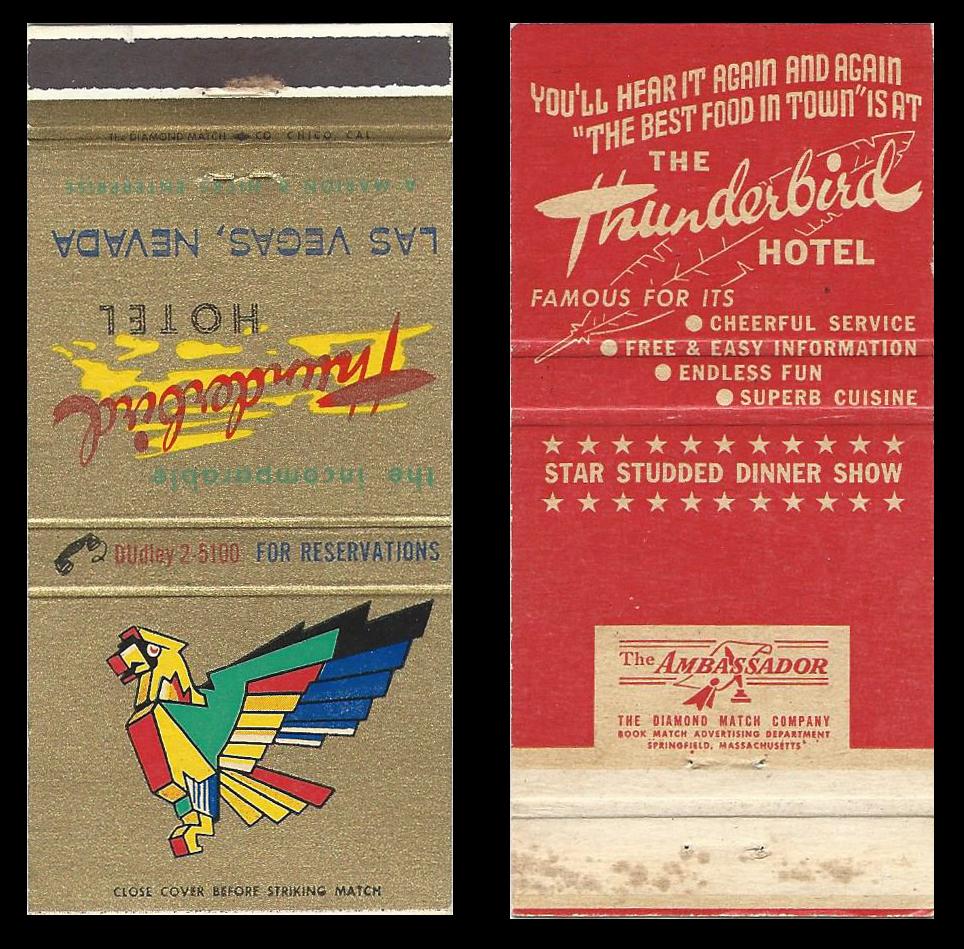 THE DIAMOND MATCH CO. CHICO, CAL
A MARION B. HICKS ENTERPRISE
LAS VEGAS, NEVADA
HOTEL
Thunderbird
the incomparable
DUdley 2-5100 FOR RESERVATIONS
CLOSE COVER BEFORE STRIKING MATCH
YOU'LL HEAR IT AGAIN AND AGAIN
"THE BEST FOOD IN TOWN" IS AT
THE
Thunderbird
HOTEL
FAMOUS FOR ITS
● CHEERFUL SERVICE
● FREE & EASY INFORMATION
● ENDLESS FUN
● SUPERB CUISINE
STAR STUDDED DINNER SHOW
The AMBASSADOR
THE DIAMOND MATCH COMPANY
BOOK MATCH ADVERTISING DEPARTMENT
SPRINGFIELD, MASSACHUSETTS